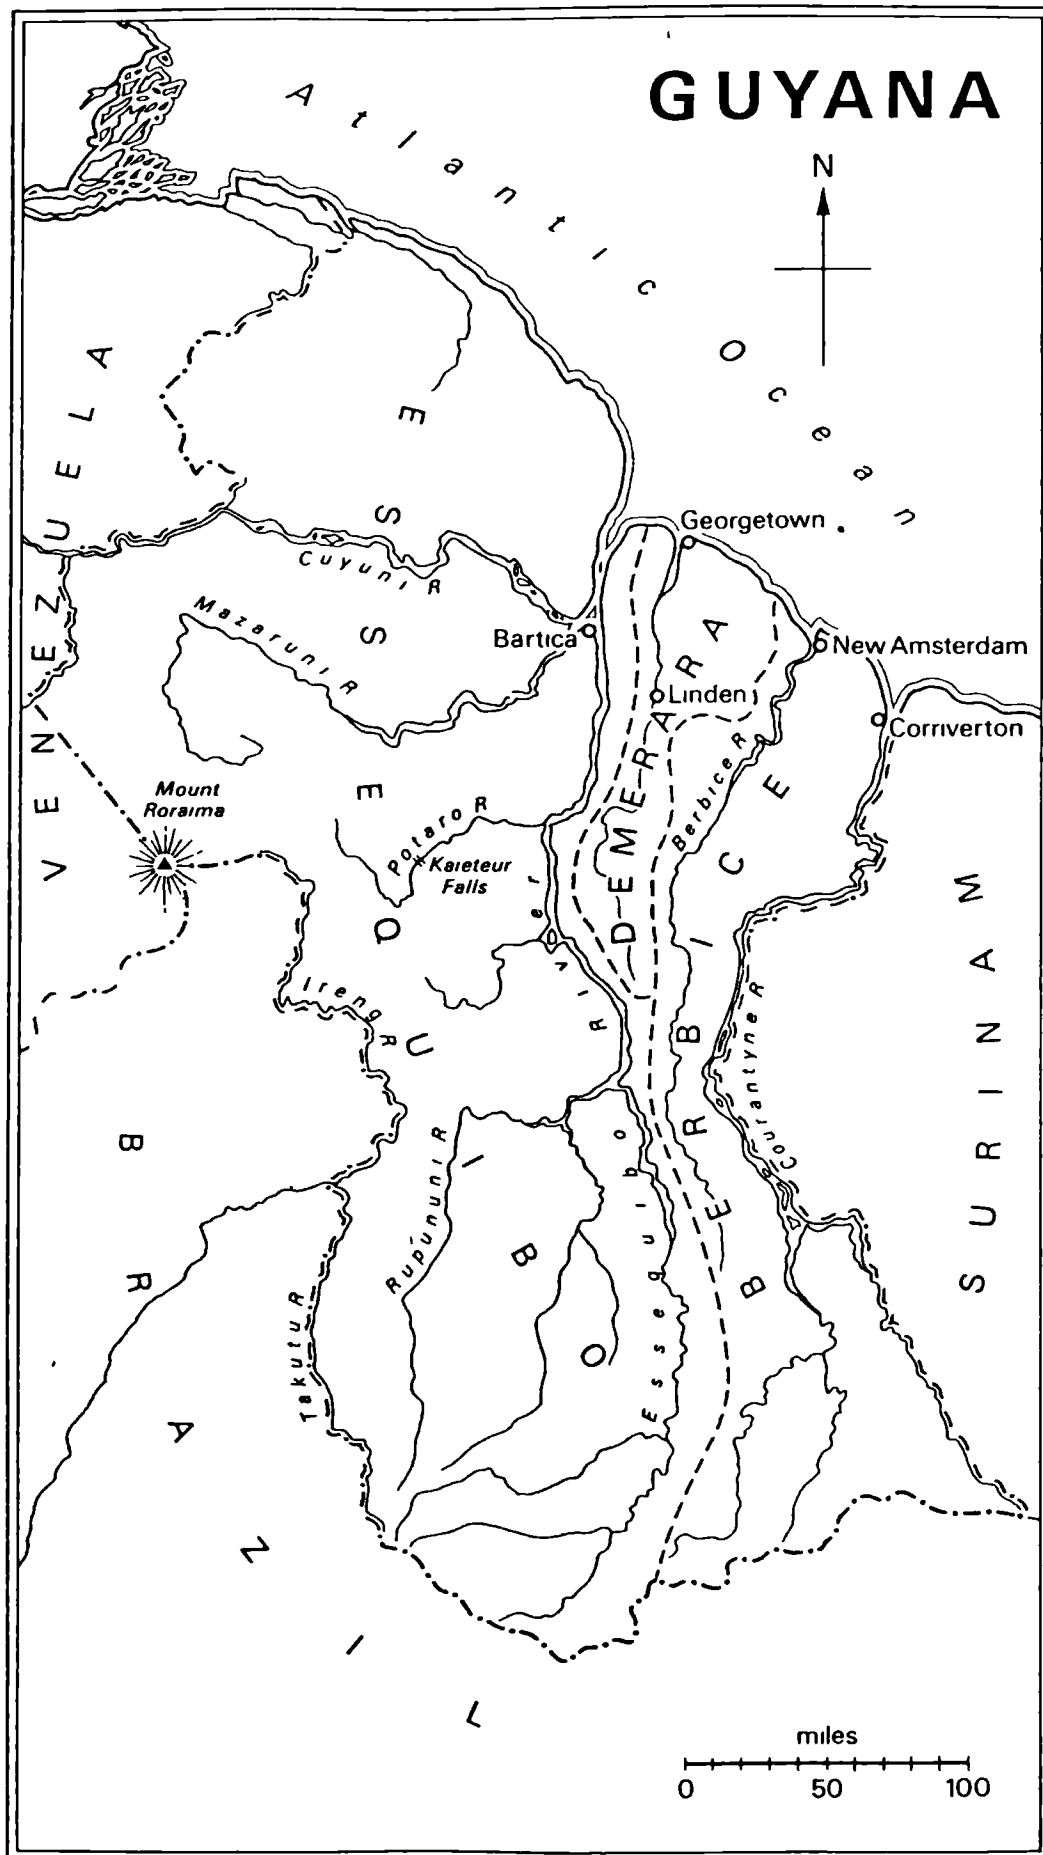 GUYANA
Atlantic Ocean
N
VENEZUELA
ESSEQUIBO
Georgetown
Cuyuni R
Mazaruni R
Bartica
New Amsterdam
Linden
Corriverton
DEMERARA
Berbice R
BERBICE
Mount
Roraima
Potaro R
Kaieteur
Falls
SURINAM
Ireng R
Essequibo River
Courantyne R
Rupununi R
Takutu R
BRAZIL
miles
0 50 100